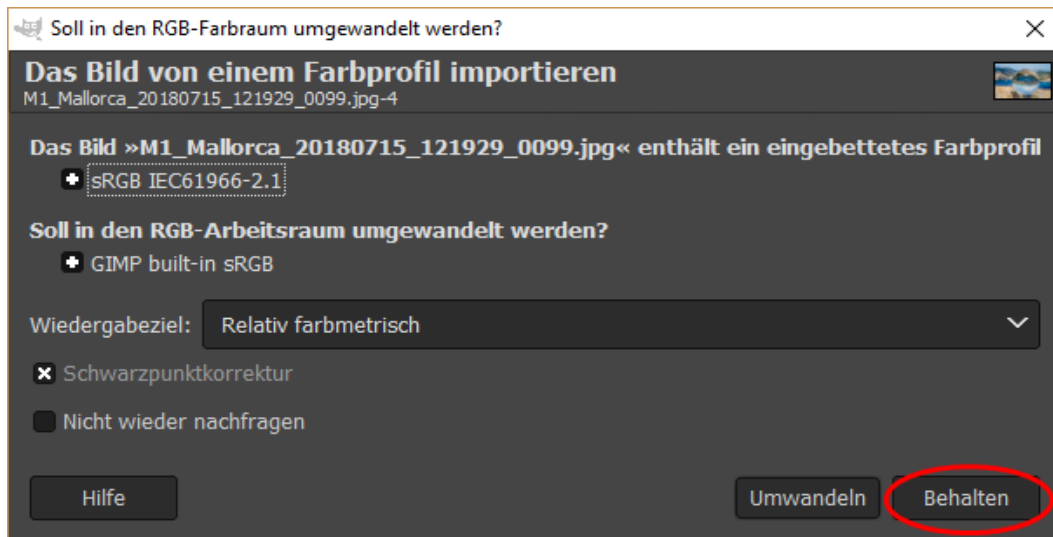 Soll in den RGB-Farbraum umgewandelt werden?
Das Bild von einem Farbprofil importieren
M1_Mallorca_20180715_121929_0099.jpg-4
Das Bild »M1_Mallorca_20180715_121929_0099.jpg« enthält ein eingebettetes Farbprofil
sRGB IEC61966-2.1
Soll in den RGB-Arbeitsraum umgewandelt werden?
GIMP built-in sRGB
Wiedergabeziel: Relativ farbmetrisch
Schwarzpunktkorrektur
Nicht wieder nachfragen
Hilfe Umwandeln Behalten